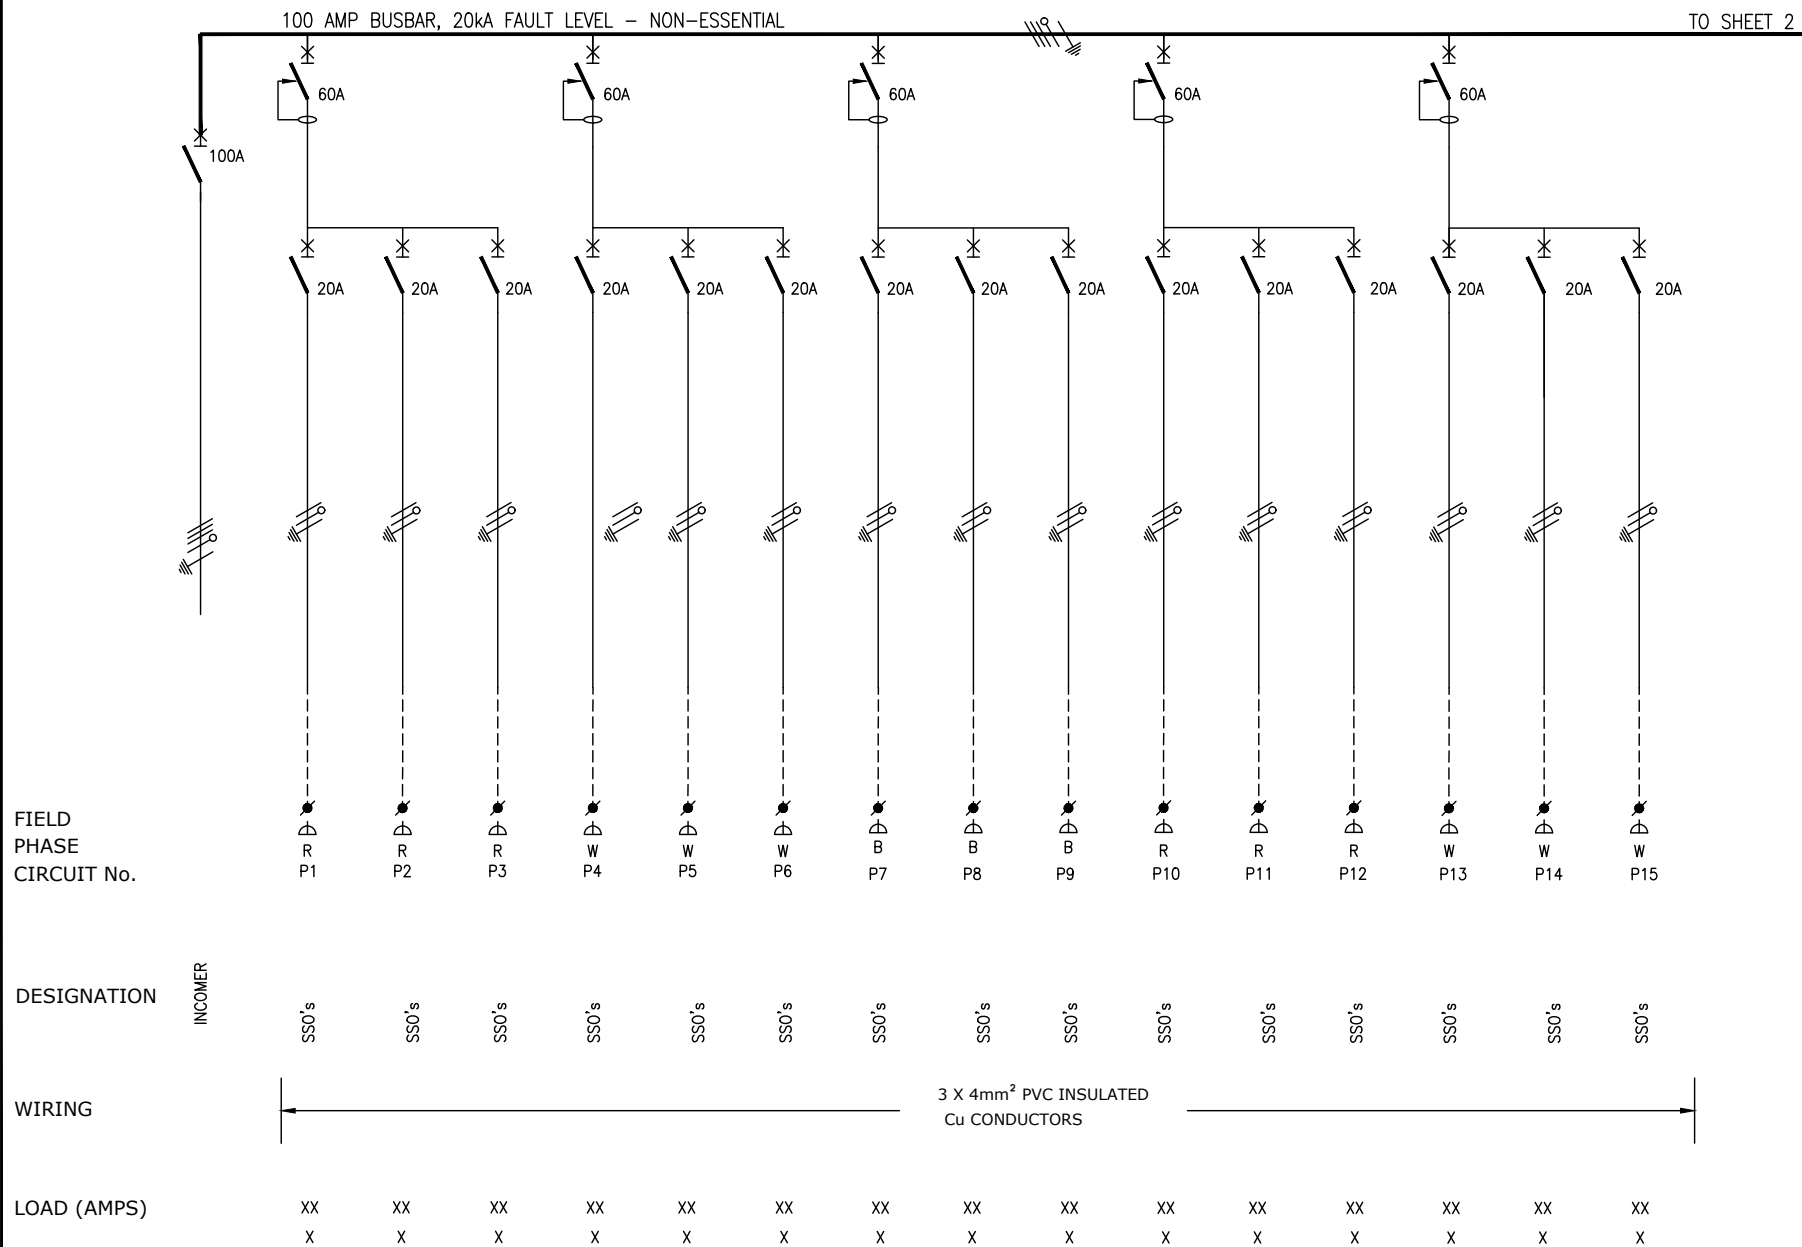 100 AMP BUSBAR, 20kA FAULT LEVEL – NON-ESSENTIAL
TO SHEET 2
60A 60A 60A 60A 60A
100A
20A 20A 20A 20A 20A 20A 20A 20A 20A 20A 20A 20A 20A 20A 20A
FIELD
PHASE R R R W W W B B B R R R W W W
CIRCUIT No. P1 P2 P3 P4 P5 P6 P7 P8 P9 P10 P11 P12 P13 P14 P15
DESIGNATION INCOMER SSO's SSO's SSO's SSO's SSO's SSO's SSO's SSO's SSO's SSO's SSO's SSO's SSO's SSO's SSO's
WIRING 3 X 4mm² PVC INSULATED
Cu CONDUCTORS
LOAD (AMPS) XX XX XX XX XX XX XX XX XX XX XX XX XX XX XX
X X X X X X X X X X X X X X X